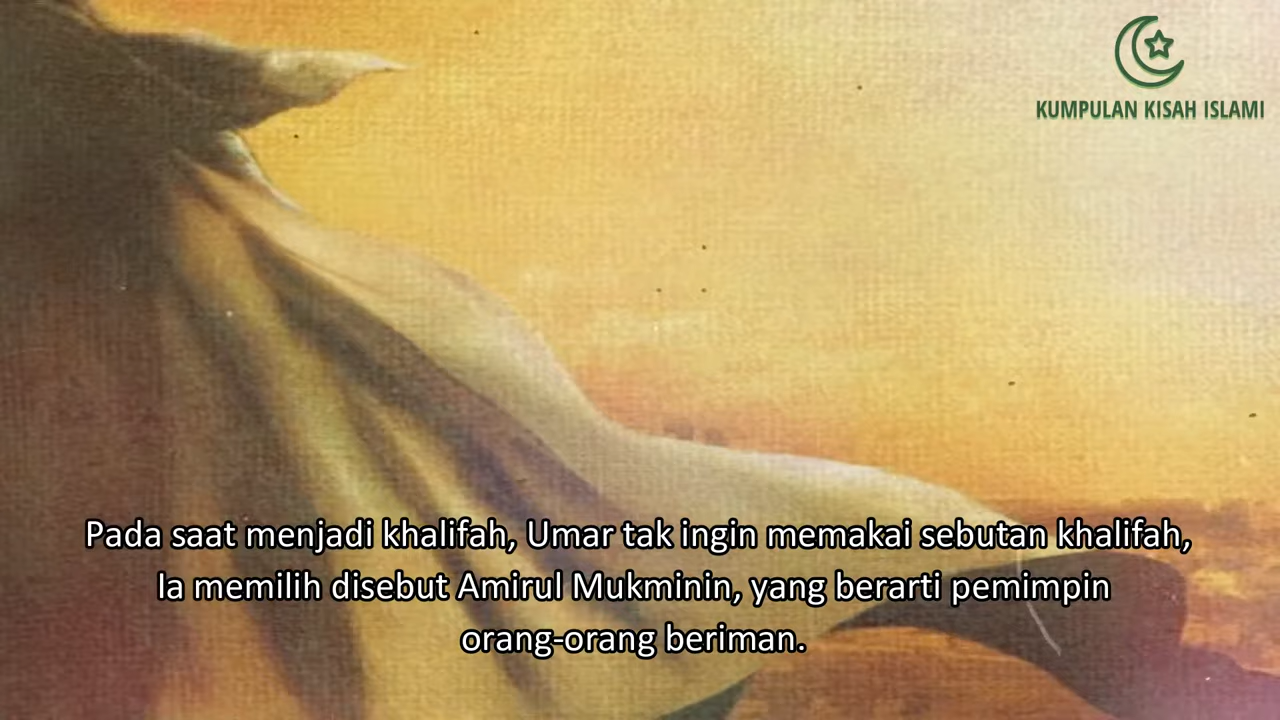 KUMPULAN KISAH ISLAMI
Pada saat menjadi khalifah, Umar tak ingin memakai sebutan khalifah,
Ia memilih disebut Amirul Mukminin, yang berarti pemimpin
orang-orang beriman.